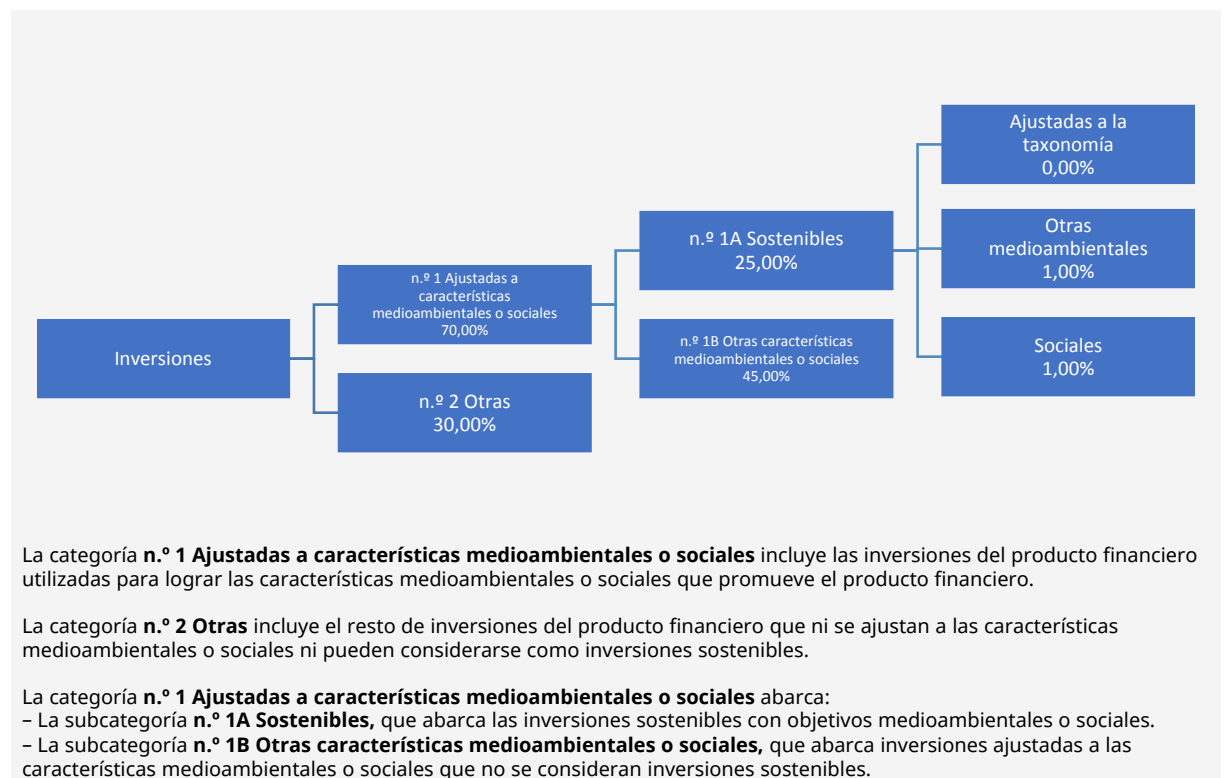 Inversiones
n.º 1 Ajustadas a
características
medioambientales o sociales
70,00%
n.º 2 Otras
30,00%
n.º 1A Sostenibles
25,00%
n.º 1B Otras características
medioambientales o sociales
45,00%
Ajustadas a la
taxonomía
0,00%
Otras
medioambientales
1,00%
Sociales
1,00%
La categoría n.º 1 Ajustadas a características medioambientales o sociales incluye las inversiones del producto financiero
utilizadas para lograr las características medioambientales o sociales que promueve el producto financiero.
La categoría n.º 2 Otras incluye el resto de inversiones del producto financiero que ni se ajustan a las características
medioambientales o sociales ni pueden considerarse como inversiones sostenibles.
La categoría n.º 1 Ajustadas a características medioambientales o sociales abarca:
– La subcategoría n.º 1A Sostenibles, que abarca las inversiones sostenibles con objetivos medioambientales o sociales.
– La subcategoría n.º 1B Otras características medioambientales o sociales, que abarca inversiones ajustadas a las
características medioambientales o sociales que no se consideran inversiones sostenibles.